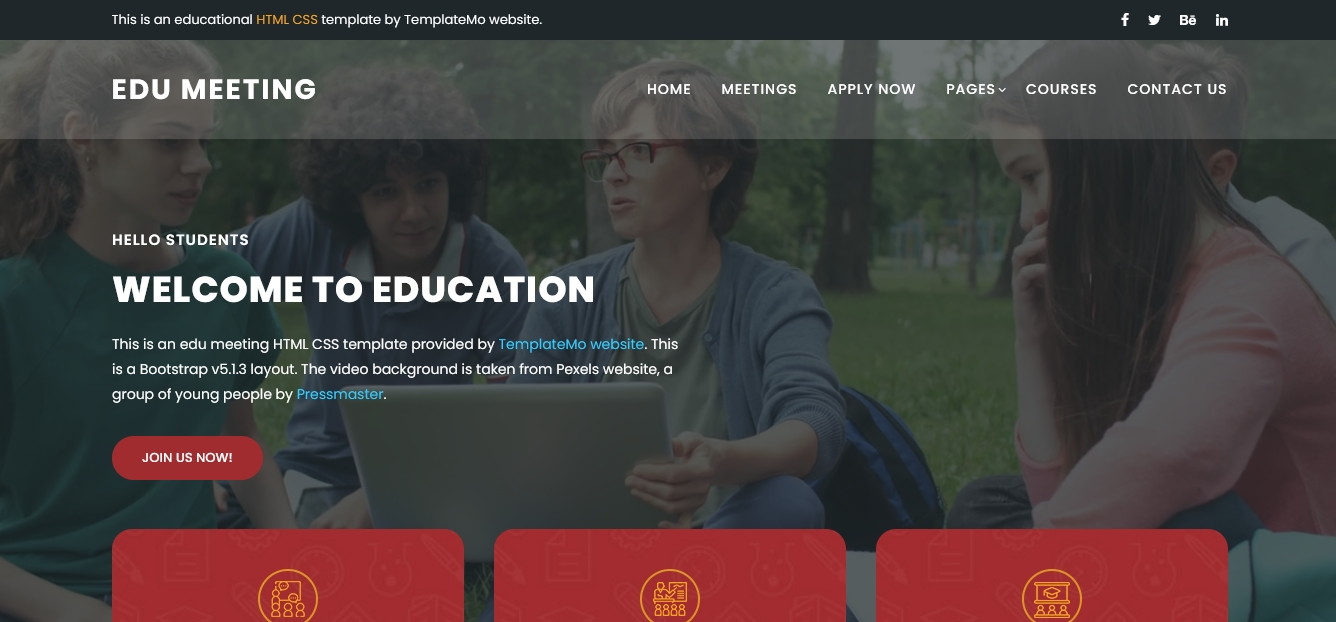 This is an educational HTML CSS template by TemplateMo website.
Bē
in
EDU MEETING
HOME MEETINGS APPLY NOW PAGES COURSES CONTACT US
HELLO STUDENTS
WELCOME TO EDUCATION
This is an edu meeting HTML CSS template provided by TemplateMo website. This
is a Bootstrap v5.1.3 layout. The video background is taken from Pexels website, a
group of young people by Pressmaster.
JOIN US NOW!